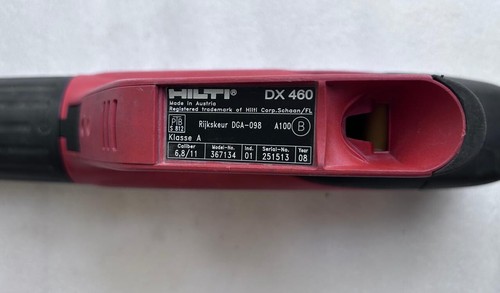 HILTI® DX 460
Made in Austria
Registered trademark of Hilti Corp.Schaan/FL
PTB
S 812
Rijkskeur DGA-098 A100 B
Klasse A
Caliber Model-No. Ind. Serial-No. Year
6,8/11 367134 01 251513 08